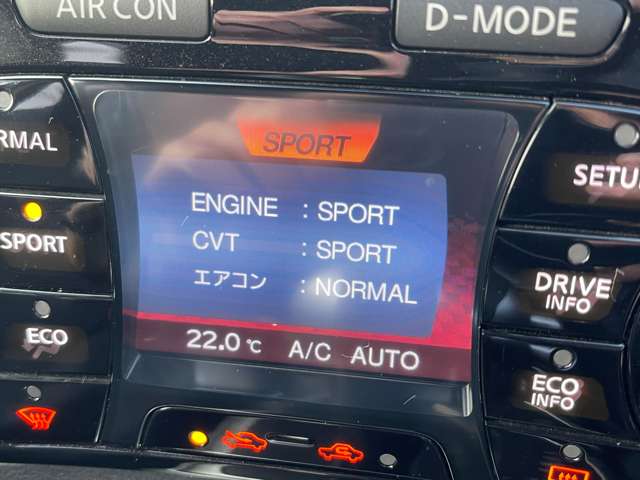 AIR CON
D-MODE
RMAL
SPORT
ECO
SPORT
ENGINE : SPORT
CVT : SPORT
エアコン : NORMAL
22.0℃ A/C AUTO
SETU
DRIVE
INFO
ECO
INFO